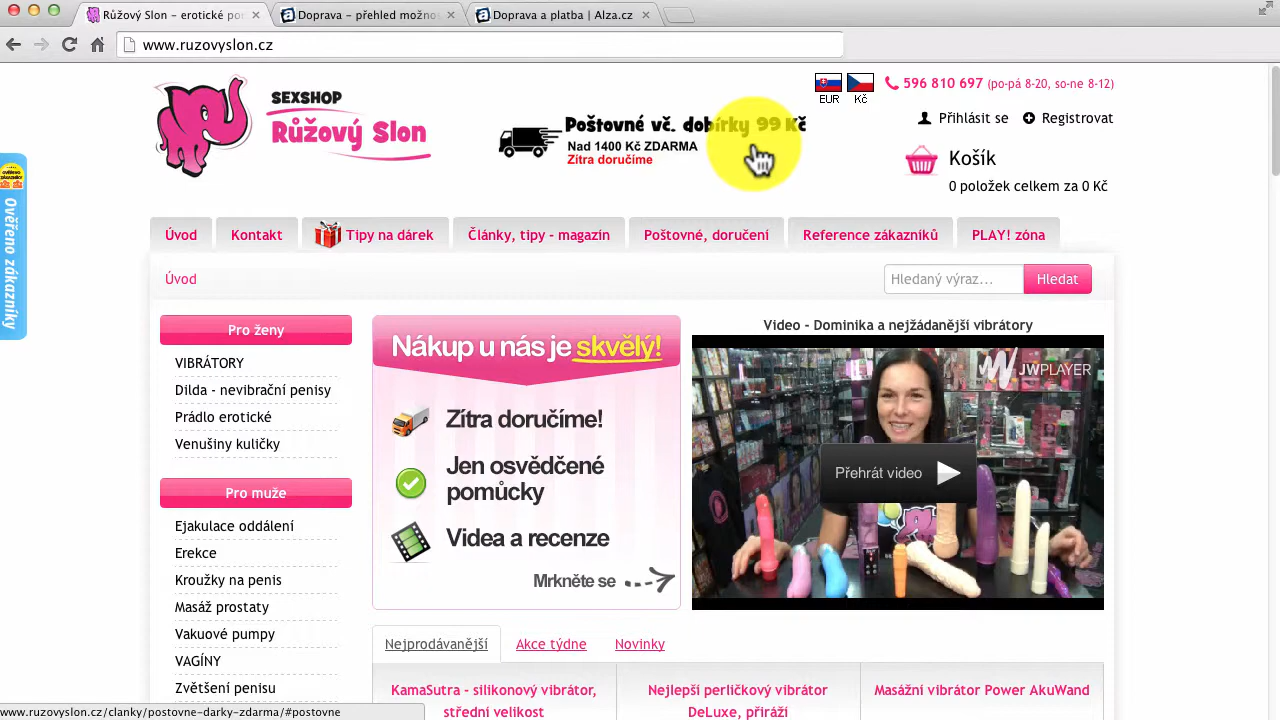 Růžový Slon – erotické pom
Doprava – přehled možnos
Doprava a platba | Alza.cz
www.ruzovyslon.cz
SEXSHOP
Růžový Slon
Poštovné vč. dobírky 99 Kč
Nad 1400 Kč ZDARMA
Zítra doručíme
EUR
Kč
596 810 697 (po-pá 8-20, so-ne 8-12)
Přihlásit se
Registrovat
Košík
0 položek celkem za 0 Kč
Ověřeno zákazníky
Úvod
Kontakt
Tipy na dárek
Články, tipy - magazín
Poštovné, doručení
Reference zákazníků
PLAY! zóna
Úvod
Hledaný výraz...
Hledat
Pro ženy
VIBRÁTORY
Dilda - nevibrační penisy
Prádlo erotické
Venušiny kuličky
Pro muže
Ejakulace oddálení
Erekce
Kroužky na penis
Masáž prostaty
Vakuové pumpy
VAGÍNY
Zvětšení penisu
Nákup u nás je skvělý!
Zítra doručíme!
Jen osvědčené
pomůcky
Videa a recenze
Mrkněte se
Video - Dominika a nejžádanější vibrátory
JWPLAYER
Přehrát video
Nejprodávanější
Akce týdne
Novinky
KamaSutra - silikonový vibrátor,
střední velikost
Nejlepší perličkový vibrátor
DeLuxe, přiráží
Masážní vibrátor Power AkuWand
www.ruzovyslon.cz/clanky/postovne-darky-zdarma/#postovne